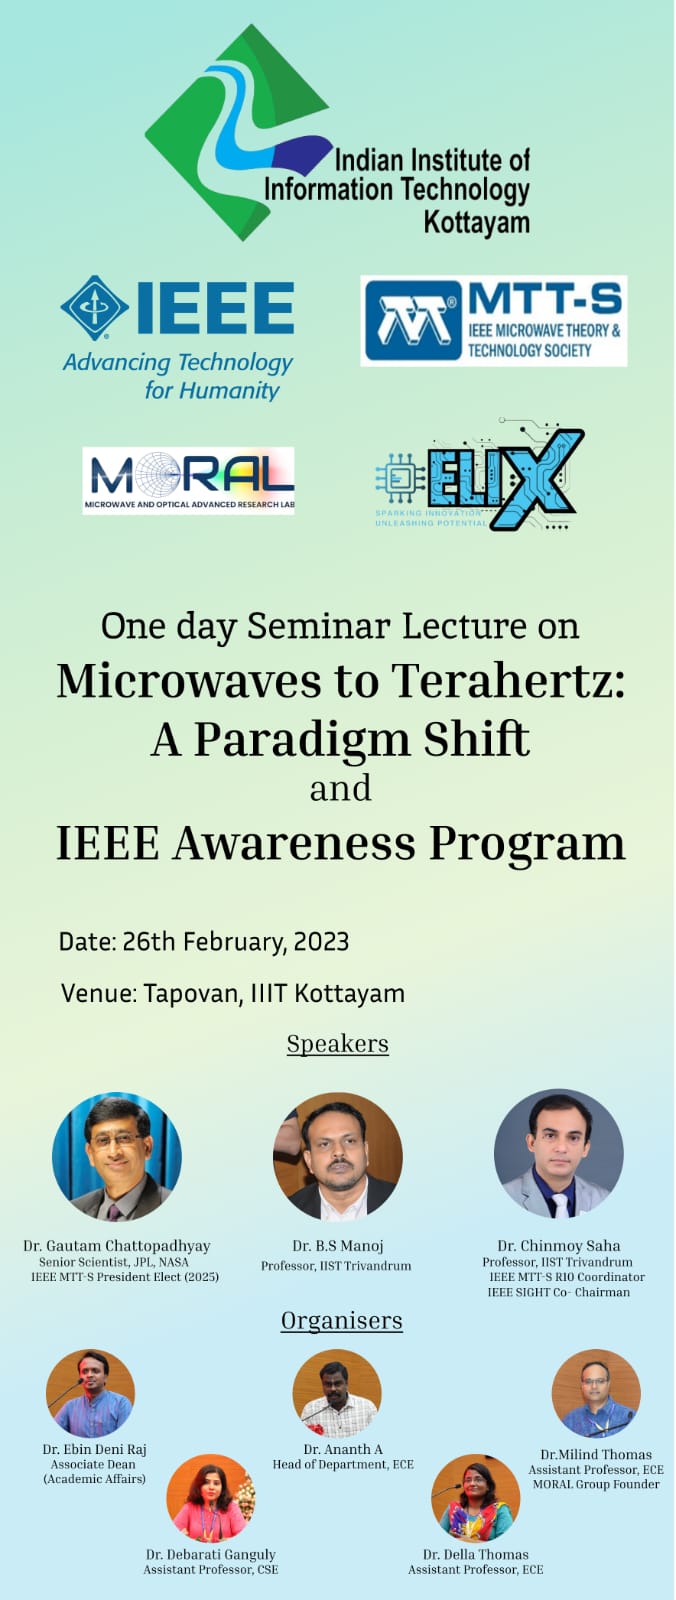 Indian Institute of
Information Technology
Kottayam
IEEE
Advancing Technology
for Humanity
MTT-S
IEEE MICROWAVE THEORY &
TECHNOLOGY SOCIETY
MORAL
MICROWAVE AND OPTICAL ADVANCED RESEARCH LAB
ELIX
SPARKING INNOVATION
UNLEASHING POTENTIAL
One day Seminar Lecture on
Microwaves to Terahertz:
A Paradigm Shift
and
IEEE Awareness Program
Date: 26th February, 2023
Venue: Tapovan, IIIT Kottayam
Speakers
Dr. Gautam Chattopadhyay
Senior Scientist, JPL, NASA
IEEE MTT-S President Elect (2025)
Dr. B.S Manoj
Professor, IIST Trivandrum
Dr. Chinmoy Saha
Professor, IIST Trivandrum
IEEE MTT-S R10 Coordinator
IEEE SIGHT Co- Chairman
Organisers
Dr. Ebin Deni Raj
Associate Dean
(Academic Affairs)
Dr. Ananth A
Head of Department, ECE
Dr.Milind Thomas
Assistant Professor, ECE
MORAL Group Founder
Dr. Debarati Ganguly
Assistant Professor, CSE
Dr. Della Thomas
Assistant Professor, ECE